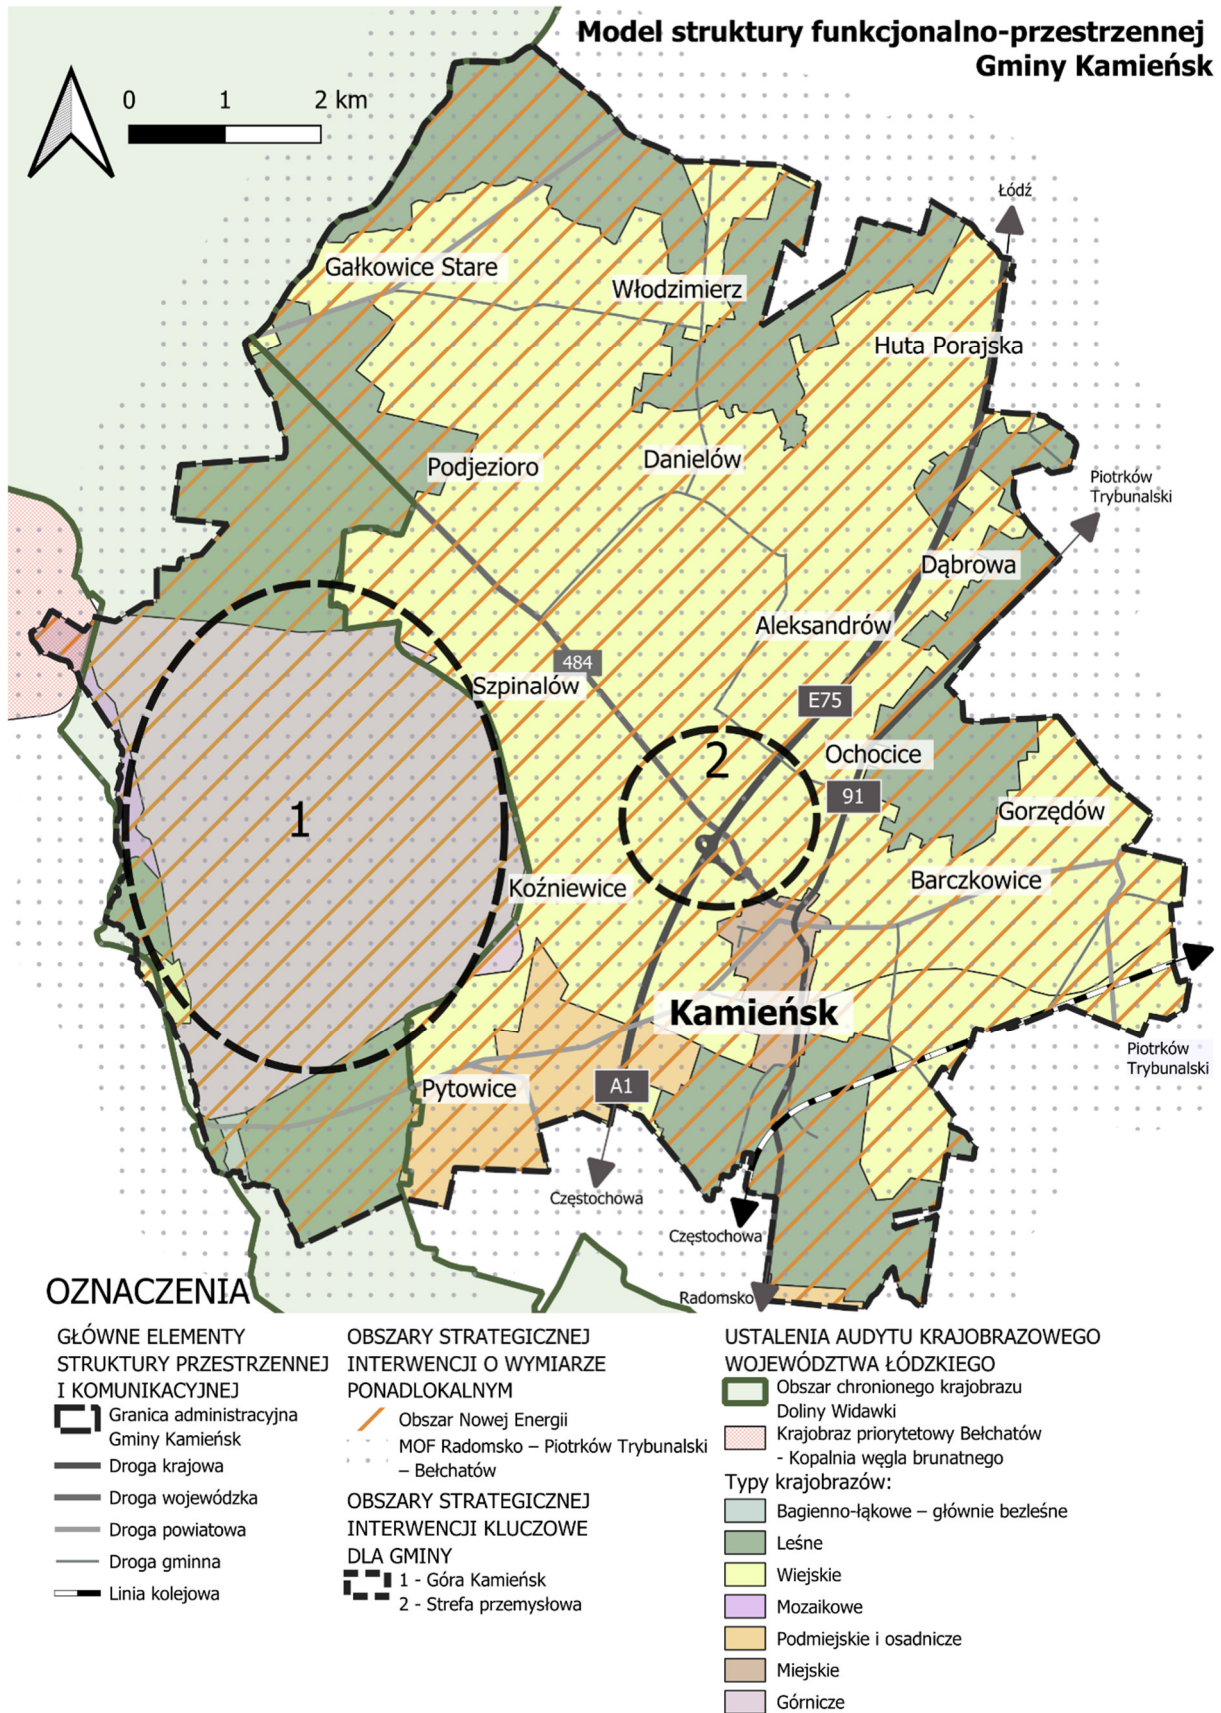 Model struktury funkcjonalno-przestrzennej
Gminy Kamieńsk
0 1 2 km
Łódź
Gałkowice Stare
Włodzimierz
Huta Porajska
Podjezioro
Danielów
Piotrków
Trybunalski
Dąbrowa
Aleksandrów
484
Szpinalów
E75
2
Ochocice
91
1
Gorzędów
Koźniewice
Barczkowice
Kamieńsk
Piotrków
Trybunalski
Pytowice
A1
Częstochowa
Częstochowa
Radomsko
OZNACZENIA
GŁÓWNE ELEMENTY
STRUKTURY PRZESTRZENNEJ
I KOMUNIKACYJNEJ
Granica administracyjna
Gminy Kamieńsk
Droga krajowa
Droga wojewódzka
Droga powiatowa
Droga gminna
Linia kolejowa
OBSZARY STRATEGICZNEJ
INTERWENCJI O WYMIARZE
PONADLOKALNYM
Obszar Nowej Energii
MOF Radomsko – Piotrków Trybunalski
– Bełchatów
OBSZARY STRATEGICZNEJ
INTERWENCJI KLUCZOWE
DLA GMINY
1 - Góra Kamieńsk
2 - Strefa przemysłowa
USTALENIA AUDYTU KRAJOBRAZOWEGO
WOJEWÓDZTWA ŁÓDZKIEGO
Obszar chronionego krajobrazu
Doliny Widawki
Krajobraz priorytetowy Bełchatów
- Kopalnia węgla brunatnego
Typy krajobrazów:
Bagienno-łąkowe – głównie bezleśne
Leśne
Wiejskie
Mozaikowe
Podmiejskie i osadnicze
Miejskie
Górnicze